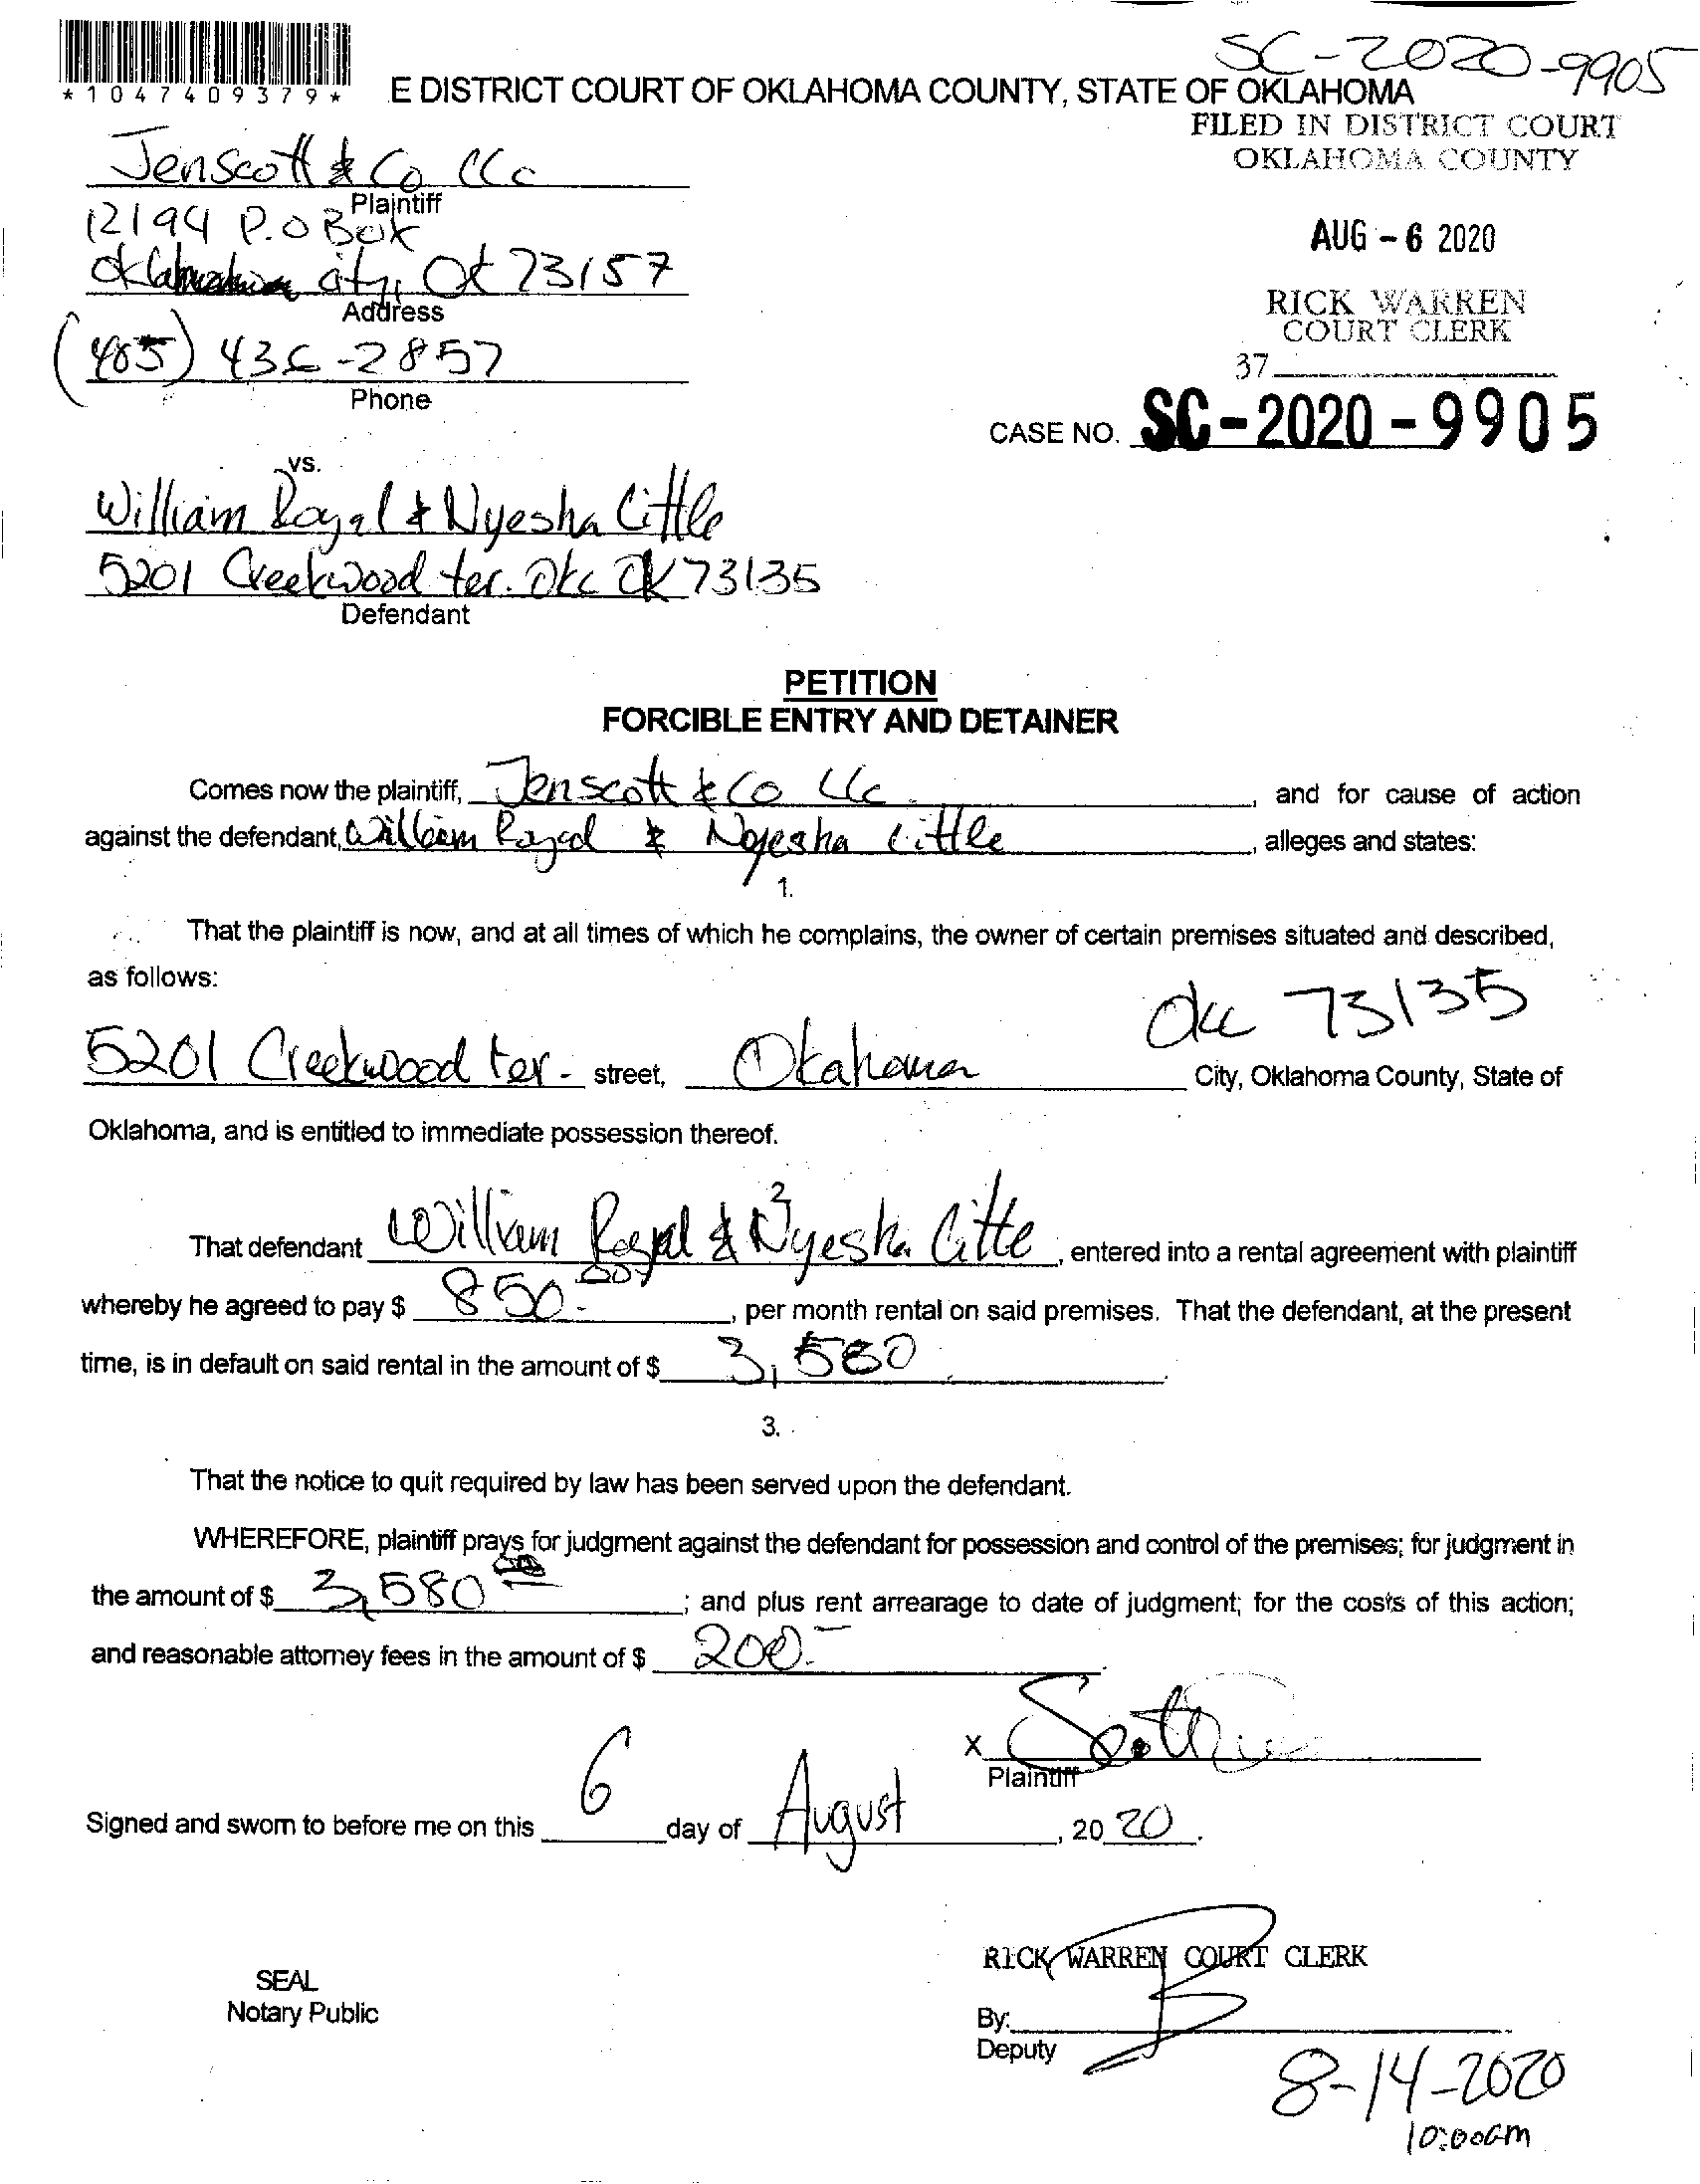 SC-2020-9905
*1047409379*
E DISTRICT COURT OF OKLAHOMA COUNTY, STATE OF OKLAHOMA
FILED IN DISTRICT COURT
OKLAHOMA COUNTY
Jenscott & Co LLc
Plaintiff
12194 P.O Box
city, Ok 73157
Address
AUG - 6 2020
RICK WARREN
COURT CLERK
37
(405) 436-2857
Phone
CASE NO. SC-2020-9905
vs.
William Royal & Nyesha Little
5201 Creekwood ter. Okc OK 73135
Defendant
PETITION
FORCIBLE ENTRY AND DETAINER
Comes now the plaintiff, Jenscott & Co LLc, and for cause of action
against the defendant, William Royal & Nyesha Little, alleges and states:
1.
That the plaintiff is now, and at all times of which he complains, the owner of certain premises situated and described,
as follows:
Okc 73135
5201 Creekwood ter. street, Okahoma City, Oklahoma County, State of
Oklahoma, and is entitled to immediate possession thereof.
2
That defendant William Royal & Nyesha Little, entered into a rental agreement with plaintiff
whereby he agreed to pay $ 850.-, per month rental on said premises. That the defendant, at the present
time, is in default on said rental in the amount of $ 3,580.
3.
That the notice to quit required by law has been served upon the defendant.
WHEREFORE, plaintiff prays for judgment against the defendant for possession and control of the premises; for judgment in
the amount of $ 3,580; and plus rent arrearage to date of judgment; for the costs of this action;
and reasonable attorney fees in the amount of $ 200.-.
X
Plaintiff
Signed and sworn to before me on this 6 day of August, 2020.
RICK WARREN COURT CLERK
SEAL
Notary Public
By:
Deputy
8-14-2020
10:00am